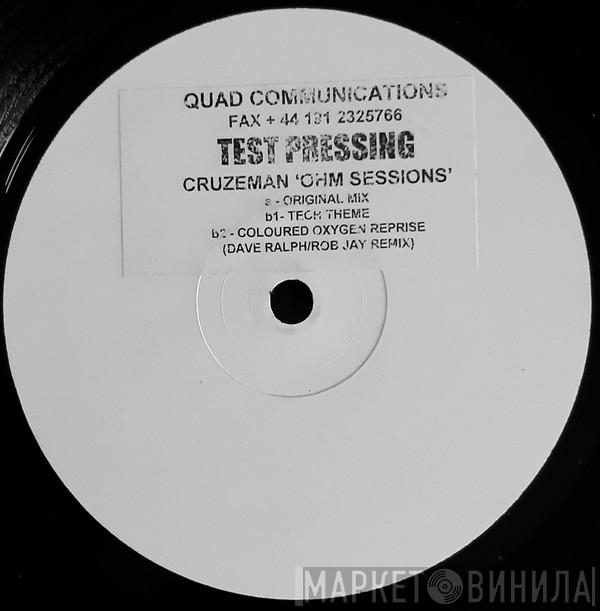 QUAD COMMUNICATIONS
FAX + 44 191 2325766
TEST PRESSING
CRUZEMAN 'OHM SESSIONS'
a - ORIGINAL MIX
b1- TECH THEME
b2 - COLOURED OXYGEN REPRISE
(DAVE RALPH/ROB JAY REMIX)
МАРКЕТ ВИНИЛА